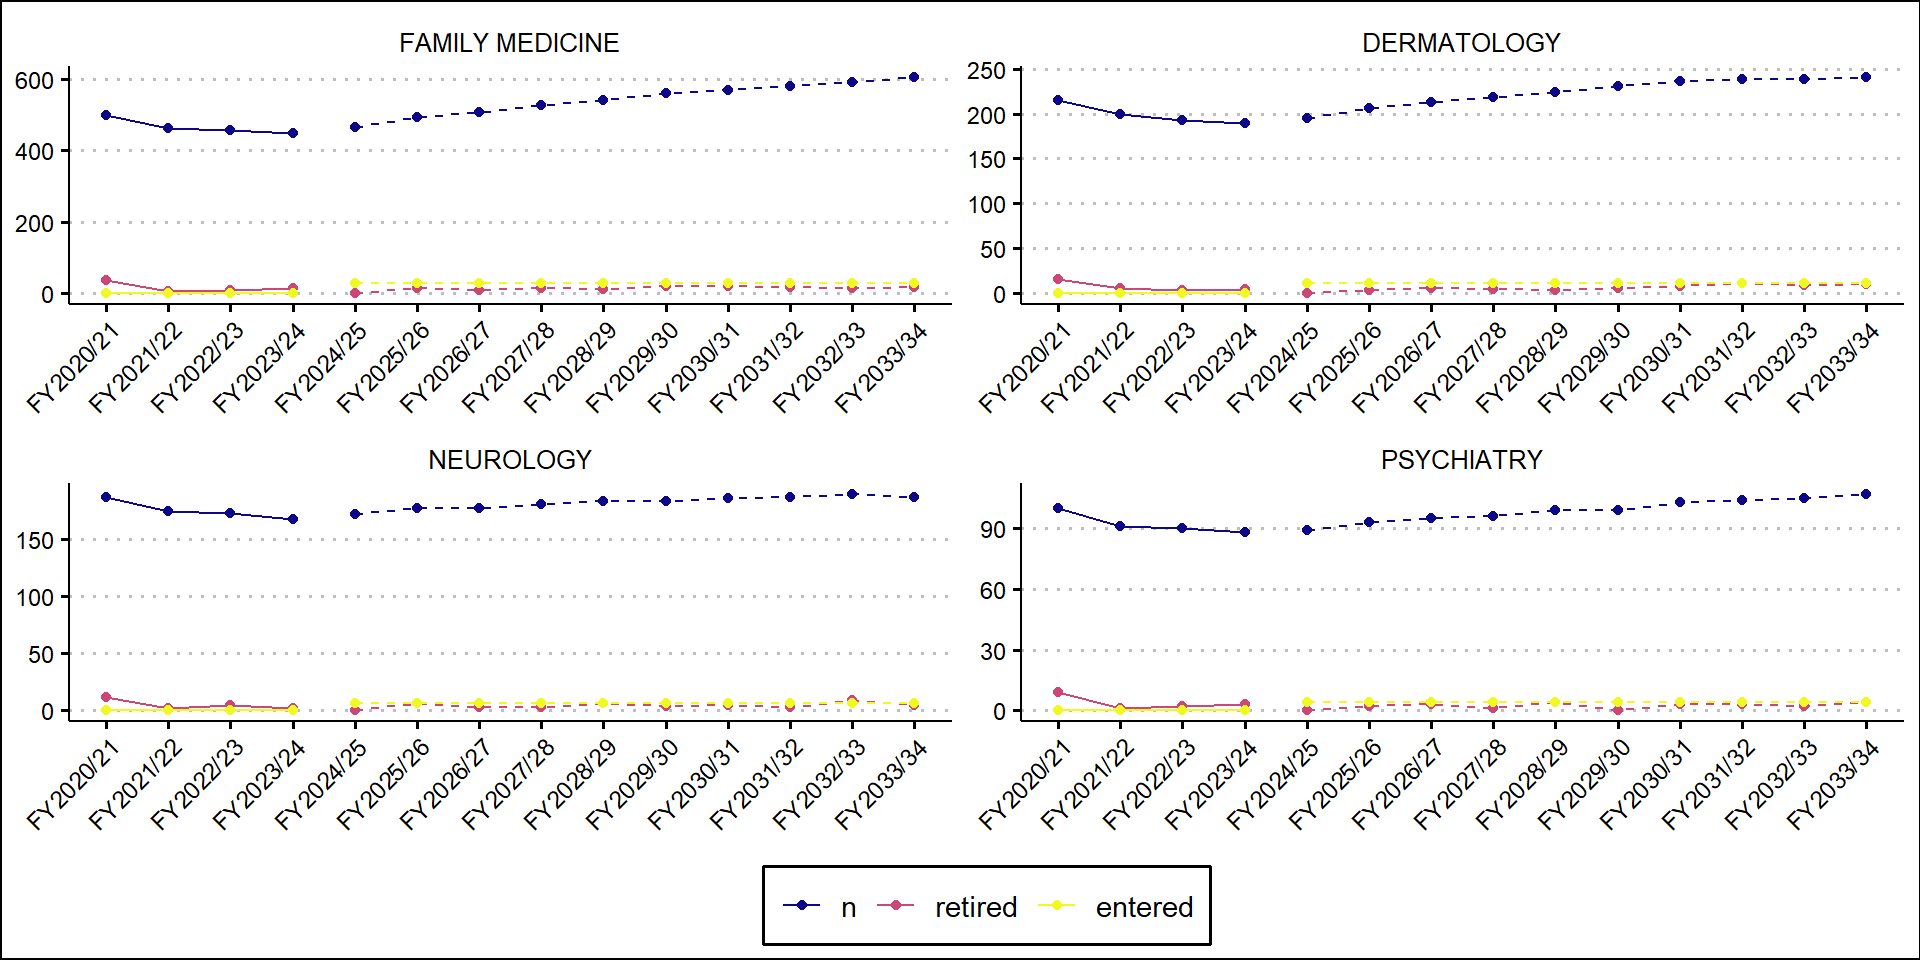 FAMILY MEDICINE
600
400
200
0
FY2020/21
FY2021/22
FY2022/23
FY2023/24
FY2024/25
FY2025/26
FY2026/27
FY2027/28
FY2028/29
FY2029/30
FY2030/31
FY2031/32
FY2032/33
FY2033/34
DERMATOLOGY
250
200
150
100
50
0
FY2020/21
FY2021/22
FY2022/23
FY2023/24
FY2024/25
FY2025/26
FY2026/27
FY2027/28
FY2028/29
FY2029/30
FY2030/31
FY2031/32
FY2032/33
FY2033/34
NEUROLOGY
150
100
50
0
FY2020/21
FY2021/22
FY2022/23
FY2023/24
FY2024/25
FY2025/26
FY2026/27
FY2027/28
FY2028/29
FY2029/30
FY2030/31
FY2031/32
FY2032/33
FY2033/34
PSYCHIATRY
90
60
30
0
FY2020/21
FY2021/22
FY2022/23
FY2023/24
FY2024/25
FY2025/26
FY2026/27
FY2027/28
FY2028/29
FY2029/30
FY2030/31
FY2031/32
FY2032/33
FY2033/34
n retired entered